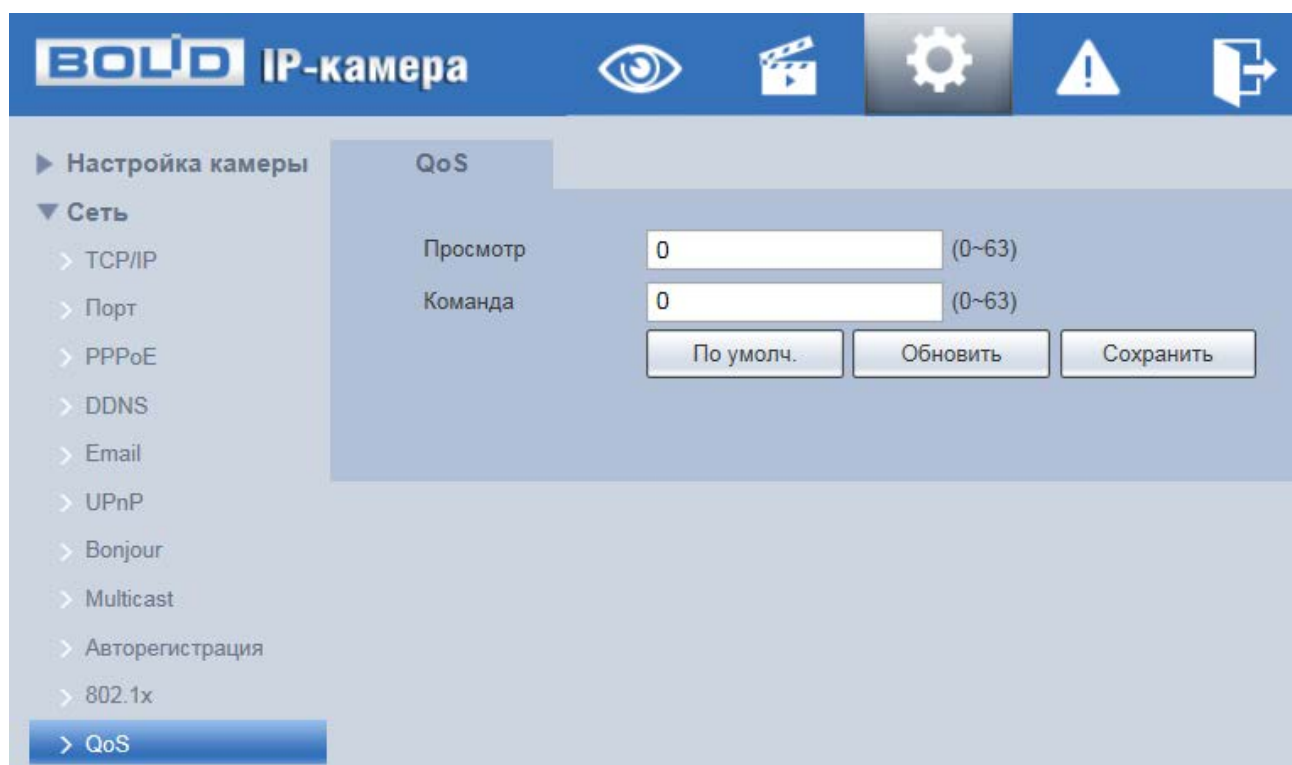 BOLID IP-камера
Настройка камеры
QoS
Сеть
TCP/IP
Просмотр 0 (0~63)
Порт
Команда 0 (0~63)
PPPoE
По умолч. Обновить Сохранить
DDNS
Email
UPnP
Bonjour
Multicast
Авторегистрация
802.1x
QoS